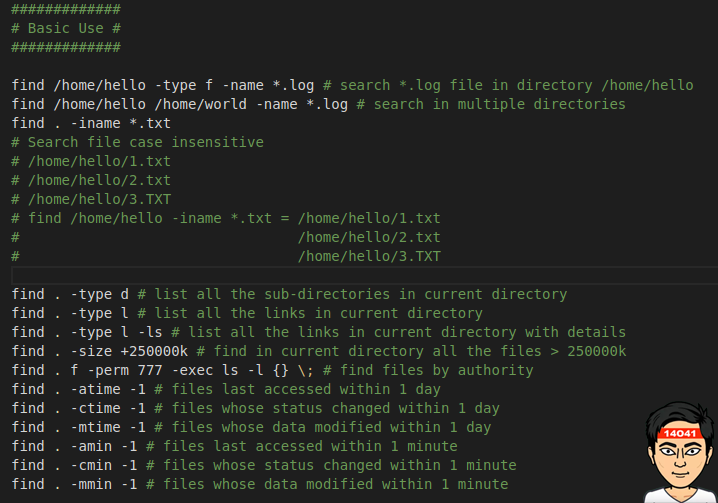 #############
# Basic Use #
#############
find /home/hello -type f -name *.log # search *.log file in directory /home/hello
find /home/hello /home/world -name *.log # search in multiple directories
find . -iname *.txt
# Search file case insensitive
# /home/hello/1.txt
# /home/hello/2.txt
# /home/hello/3.TXT
# find /home/hello -iname *.txt = /home/hello/1.txt
#                                 /home/hello/2.txt
#                                 /home/hello/3.TXT
find . -type d # list all the sub-directories in current directory
find . -type l # list all the links in current directory
find . -type l -ls # list all the links in current directory with details
find . -size +250000k # find in current directory all the files > 250000k
find . f -perm 777 -exec ls -l {} \; # find files by authority
find . -atime -1 # files last accessed within 1 day
find . -ctime -1 # files whose status changed within 1 day
find . -mtime -1 # files whose data modified within 1 day
find . -amin -1 # files last accessed within 1 minute
find . -cmin -1 # files whose status changed within 1 minute
find . -mmin -1 # files whose data modified within 1 minute
14041